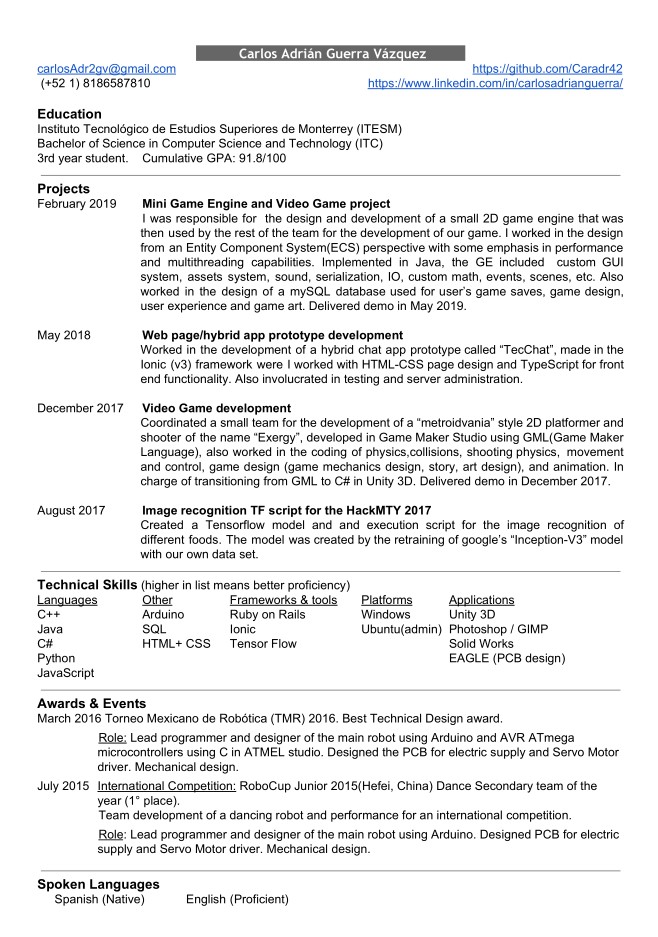 Carlos Adrián Guerra Vázquez
carlosAdr2gv@gmail.com https://github.com/Caradr42
(+52 1) 8186587810 https://www.linkedin.com/in/carlosadrianguerra/
Education
Instituto Tecnológico de Estudios Superiores de Monterrey (ITESM)
Bachelor of Science in Computer Science and Technology (ITC)
3rd year student. Cumulative GPA: 91.8/100
Projects
February 2019 Mini Game Engine and Video Game project
I was responsible for the design and development of a small 2D game engine that was
then used by the rest of the team for the development of our game. I worked in the design
from an Entity Component System(ECS) perspective with some emphasis in performance
and multithreading capabilities. Implemented in Java, the GE included custom GUI
system, assets system, sound, serialization, IO, custom math, events, scenes, etc. Also
worked in the design of a mySQL database used for user's game saves, game design,
user experience and game art. Delivered demo in May 2019.
May 2018 Web page/hybrid app prototype development
Worked in the development of a hybrid chat app prototype called “TecChat”, made in the
Ionic (v3) framework were I worked with HTML-CSS page design and TypeScript for front
end functionality. Also involucrated in testing and server administration.
December 2017 Video Game development
Coordinated a small team for the development of a “metroidvania” style 2D platformer and
shooter of the name “Exergy”, developed in Game Maker Studio using GML(Game Maker
Language), also worked in the coding of physics,collisions, shooting physics, movement
and control, game design (game mechanics design, story, art design), and animation. In
charge of transitioning from GML to C# in Unity 3D. Delivered demo in December 2017.
August 2017 Image recognition TF script for the HackMTY 2017
Created a Tensorflow model and and execution script for the image recognition of
different foods. The model was created by the retraining of google's “Inception-V3” model
with our own data set.
Technical Skills (higher in list means better proficiency)
Languages Other Frameworks & tools Platforms Applications
C++ Arduino Ruby on Rails Windows Unity 3D
Java SQL Ionic Ubuntu(admin) Photoshop / GIMP
C# HTML+ CSS Tensor Flow Solid Works
Python EAGLE (PCB design)
JavaScript
Awards & Events
March 2016 Torneo Mexicano de Robótica (TMR) 2016. Best Technical Design award.
Role: Lead programmer and designer of the main robot using Arduino and AVR ATmega
microcontrollers using C in ATMEL studio. Designed the PCB for electric supply and Servo Motor
driver. Mechanical design.
July 2015 International Competition: RoboCup Junior 2015(Hefei, China) Dance Secondary team of the
year (1° place).
Team development of a dancing robot and performance for an international competition.
Role: Lead programmer and designer of the main robot using Arduino. Designed PCB for electric
supply and Servo Motor driver. Mechanical design.
Spoken Languages
Spanish (Native) English (Proficient)